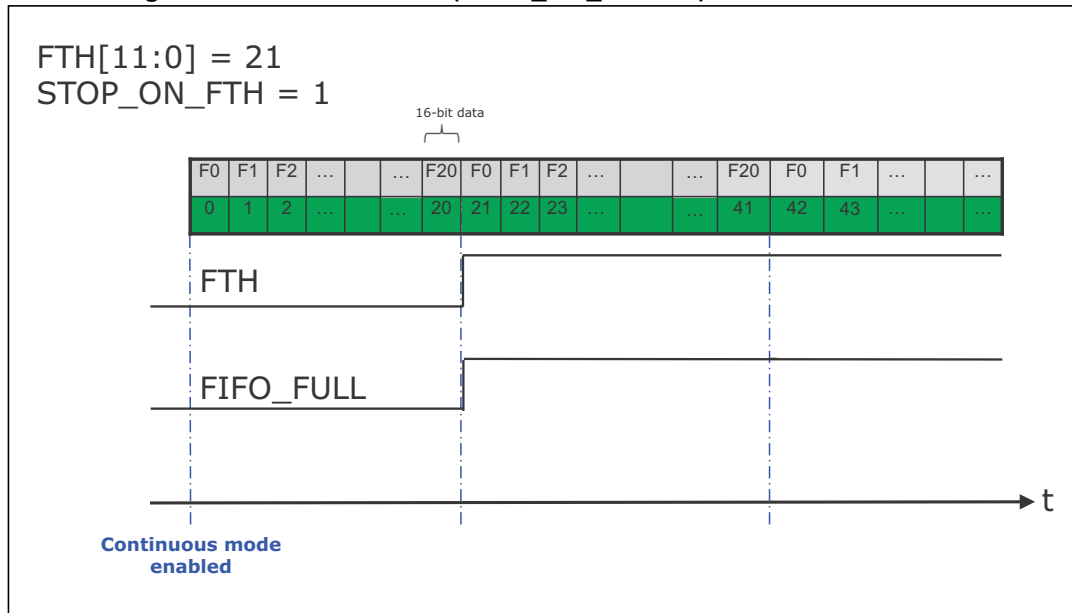 FTH[11:0] = 21
STOP_ON_FTH = 1
16-bit data
F0 F1 F2 ... ... F20 F0 F1 F2 ... ... F20 F0 F1 ... ...
0 1 2 ... ... 20 21 22 23 ... ... 41 42 43 ... ...
FTH
FIFO_FULL
t
Continuous mode
enabled